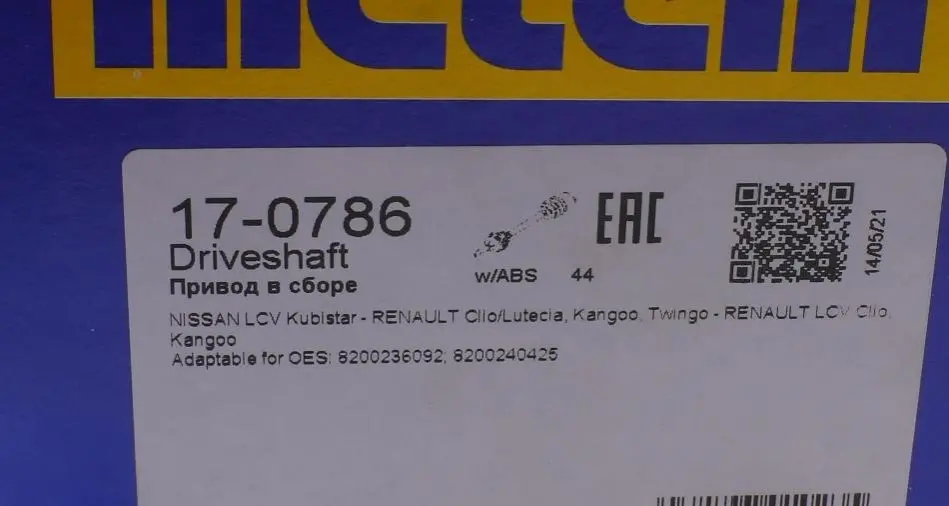 metelli
17-0786
EAC
Driveshaft
w/ABS 44
14/05/21
Привод в сборе
NISSAN LCV Kubistar - RENAULT Clio/Lutecia, Kangoo, Twingo - RENAULT LCV Clio,
Kangoo
Adaptable for OES: 8200236092; 8200240425